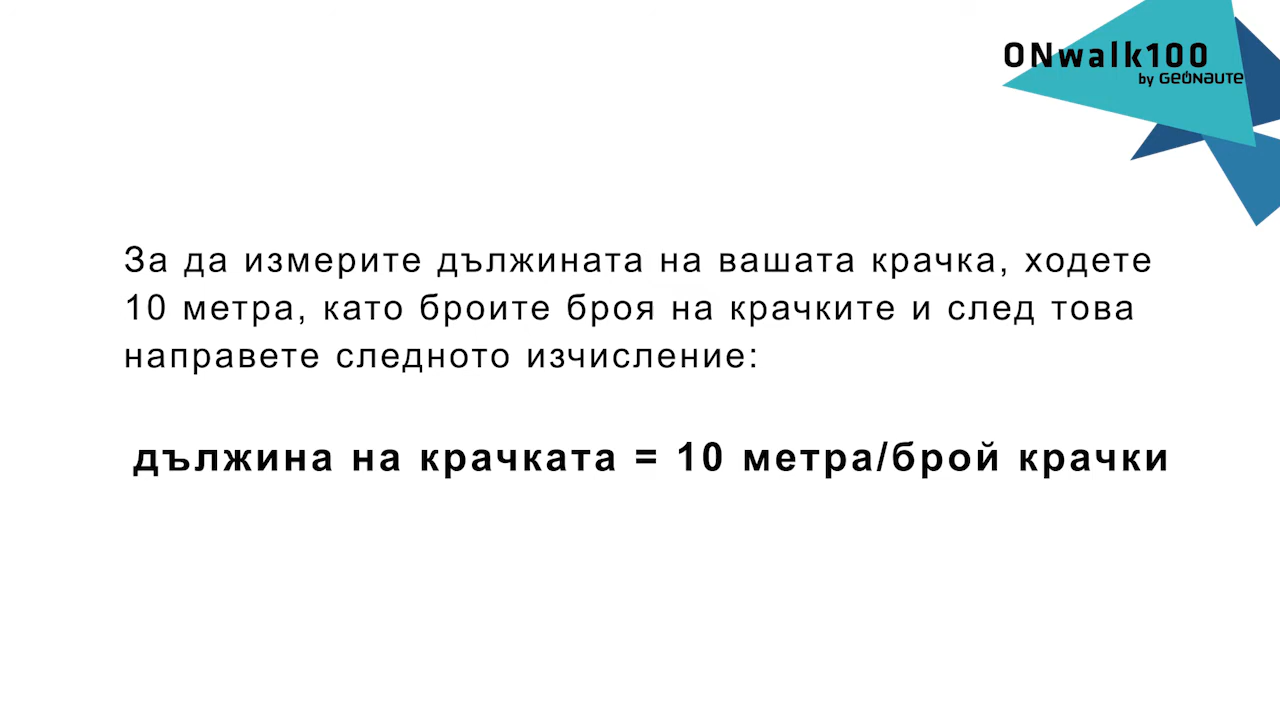 ONwalk100
by GEONAUTE
За да измерите дължината на вашата крачка, ходете
10 метра, като броите броя на крачките и след това
направете следното изчисление:
дължина на крачката = 10 метра/брой крачки